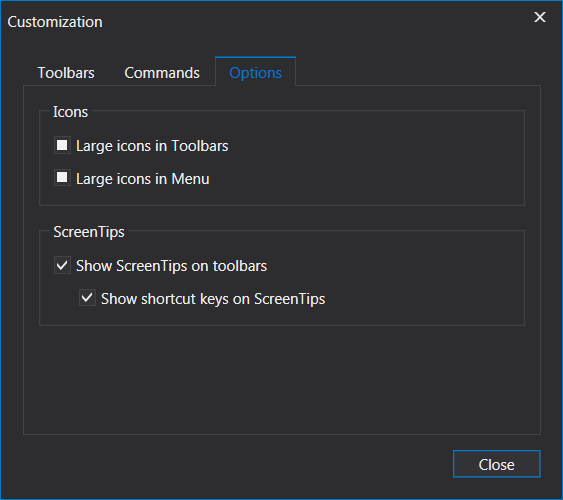 Customization
Toolbars Commands Options
Icons
Large icons in Toolbars
Large icons in Menu
ScreenTips
Show ScreenTips on toolbars
Show shortcut keys on ScreenTips
Close